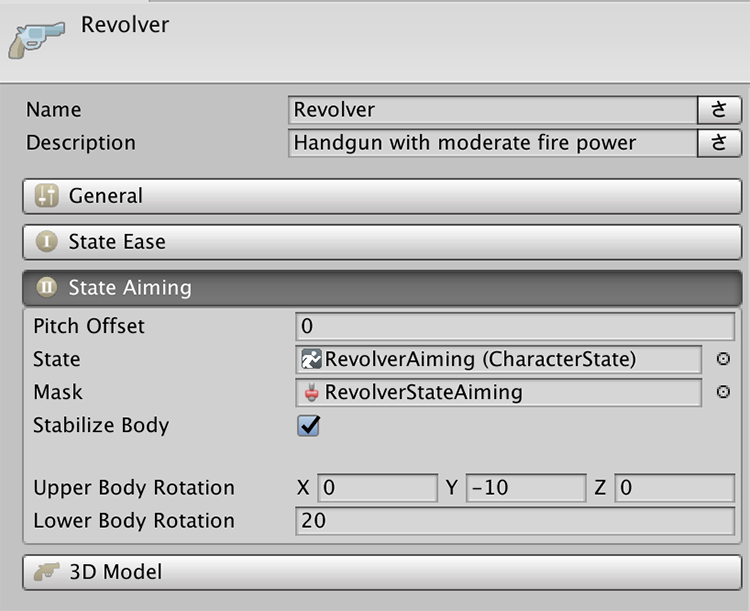 Revolver
Name Revolver さ
Description Handgun with moderate fire power さ
General
I State Ease
II State Aiming
Pitch Offset 0
State RevolverAiming (CharacterState)
Mask RevolverStateAiming
Stabilize Body
Upper Body Rotation X 0 Y -10 Z 0
Lower Body Rotation 20
3D Model